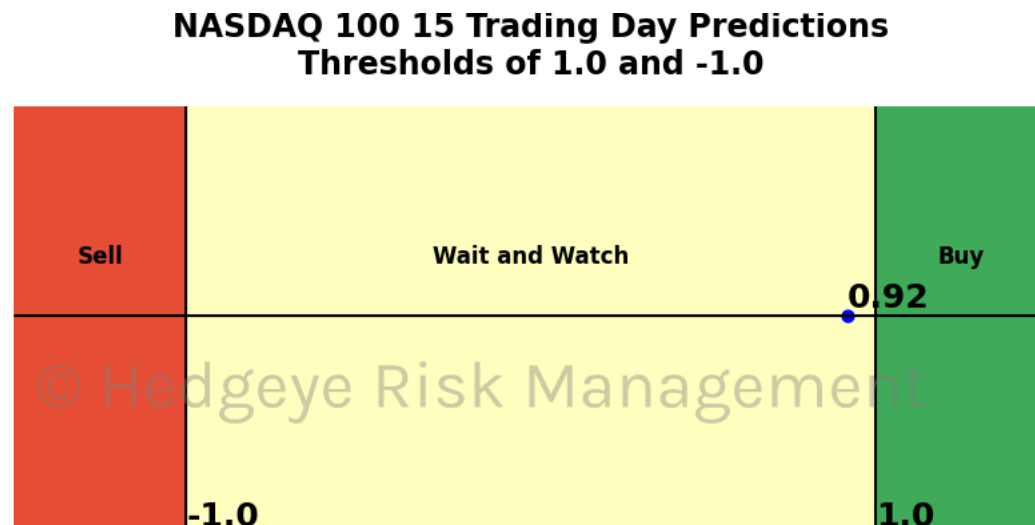 NASDAQ 100 15 Trading Day Predictions
Thresholds of 1.0 and -1.0
Sell
Wait and Watch
Buy
0.92
© Hedgeye Risk Management
-1.0
1.0